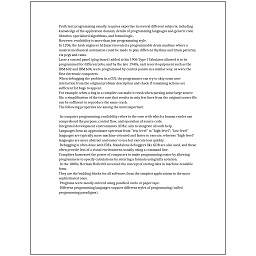 Proficient programming usually requires expertise in several different subjects, including
knowledge of the application domain, details of programming languages and generic code
libraries, specialized algorithms, and formal logic.
However, readability is more than just programming style.
In 1206, the Arab engineer Al-Jazari invented a programmable drum machine where a
musical mechanical automaton could be made to play different rhythms and drum patterns,
via pegs and cams.
Later a control panel (plug board) added to his 1906 Type I Tabulator allowed it to be
programmed for different jobs, and by the late 1940s, unit record equipment such as the
IBM 602 and IBM 604, were programmed by control panels in a similar way, as were the
first electronic computers.
When debugging the problem in a GUI, the programmer can try to skip some user
interaction from the original problem description and check if remaining actions are
sufficient for bugs to appear.
For example, when a bug in a compiler can make it crash when parsing some large source
file, a simplification of the test case that results in only few lines from the original source file
can be sufficient to reproduce the same crash.
The following properties are among the most important:

In computer programming, readability refers to the ease with which a human reader can
comprehend the purpose, control flow, and operation of source code.
Integrated development environments (IDEs) aim to integrate all such help.
Languages form an approximate spectrum from "low-level" to "high-level"; "low-level"
languages are typically more machine-oriented and faster to execute, whereas "high-level"
languages are more abstract and easier to use but execute less quickly.
Debugging is often done with IDEs. Standalone debuggers like GDB are also used, and these
often provide less of a visual environment, usually using a command line.
Compilers harnessed the power of computers to make programming easier by allowing
programmers to specify calculations by entering a formula using infix notation.
In the 1880s, Herman Hollerith invented the concept of storing data in machine-readable
form.
They are the building blocks for all software, from the simplest applications to the most
sophisticated ones.
Programs were mostly entered using punched cards or paper tape.
Different programming languages support different styles of programming (called
programming paradigms).